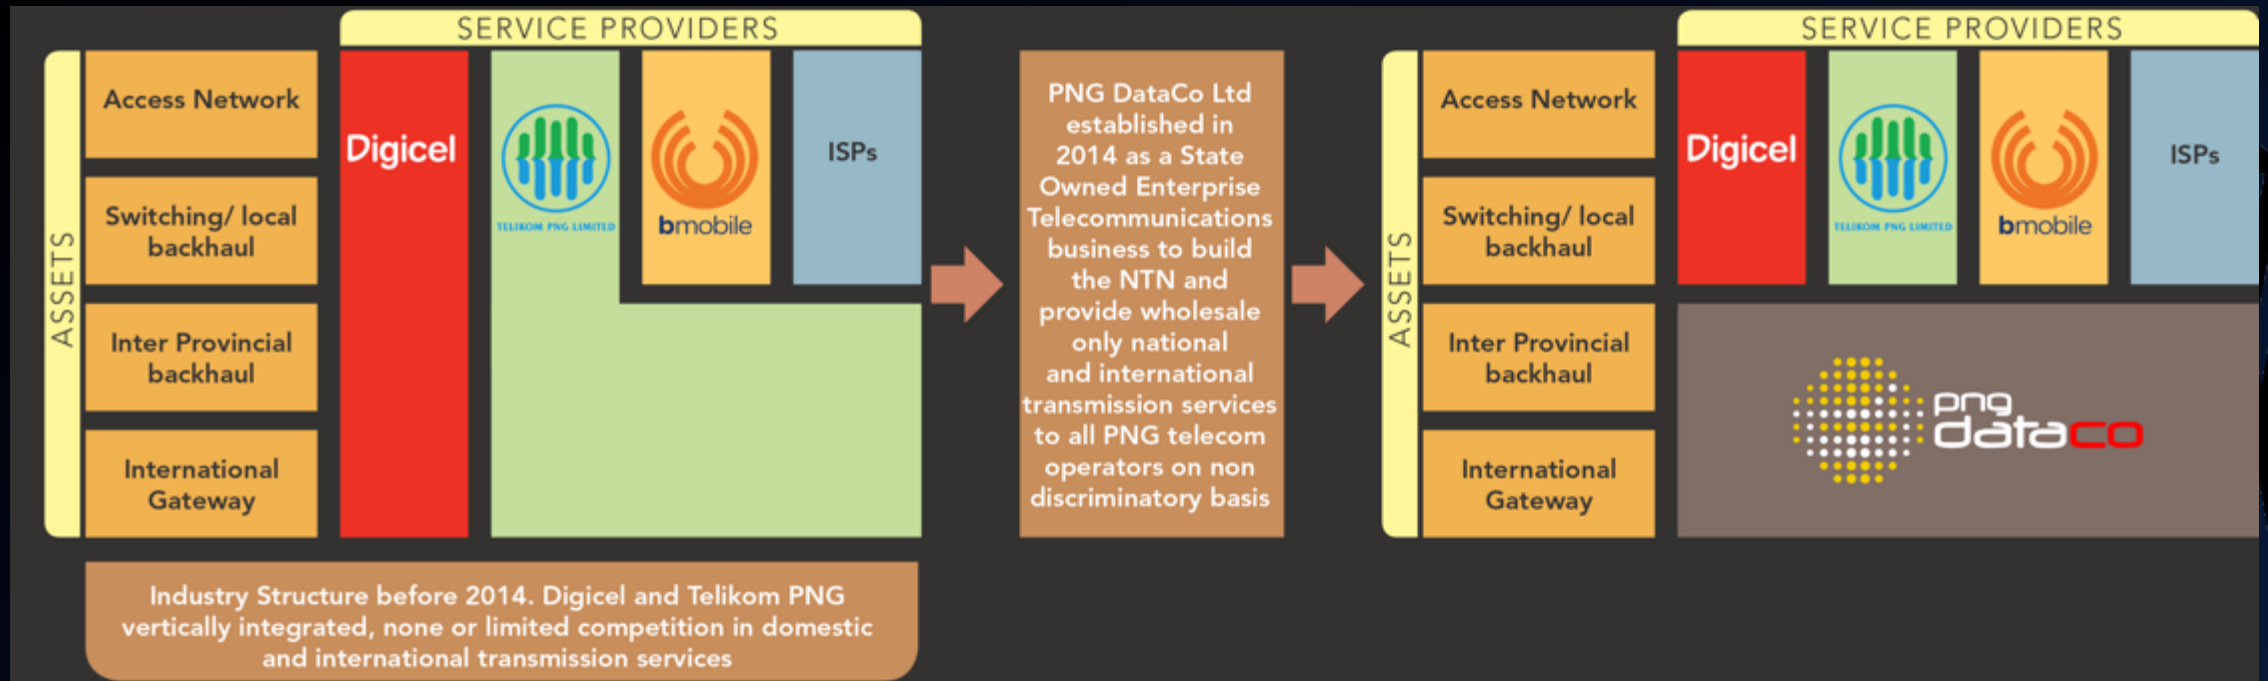 SERVICE PROVIDERS
ASSETS
Access Network
Switching/ local
backhaul
Inter Provincial
backhaul
International
Gateway
Digicel
TELIKOM PNG LIMITED
bmobile
ISPs
Industry Structure before 2014. Digicel and Telikom PNG
vertically integrated, none or limited competition in domestic
and international transmission services
PNG DataCo Ltd
established in
2014 as a State
Owned Enterprise
Telecommunications
business to build
the NTN and
provide wholesale
only national
and international
transmission services
to all PNG telecom
operators on non
discriminatory basis
SERVICE PROVIDERS
ASSETS
Access Network
Switching/ local
backhaul
Inter Provincial
backhaul
International
Gateway
Digicel
TELIKOM PNG LIMITED
bmobile
ISPs
png
dataco